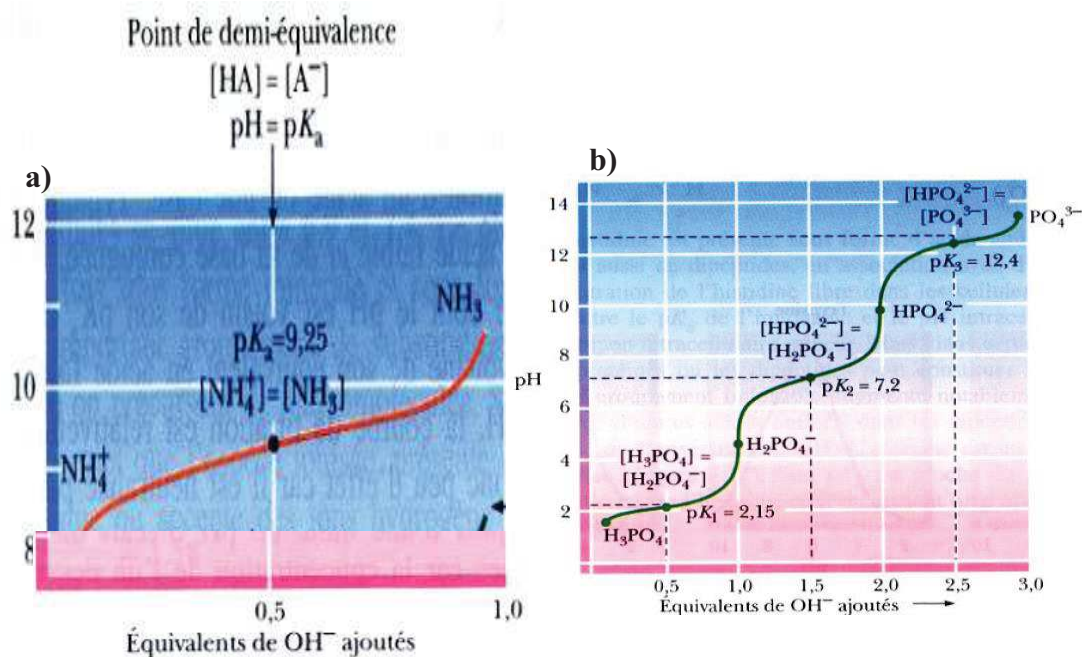 Point de demi-équivalence
[HA] = [A⁻]
pH = pKa
a)
12
10
8
NH₃
pKa=9,25
[NH₄⁺]=[NH₃]
NH₄⁺
0,5
1,0
Équivalents de OH⁻ ajoutés
b)
14
12
10
8
6
4
2
pH
[HPO₄²⁻] =
[PO₄³⁻]
PO₄³⁻
pK₃ = 12,4
HPO₄²⁻
[HPO₄²⁻] =
[H₂PO₄⁻]
pK₂ = 7,2
H₂PO₄⁻
[H₃PO₄] =
[H₂PO₄⁻]
pK₁ = 2,15
H₃PO₄
0,5
1,0
1,5
2,0
2,5
3,0
Équivalents de OH⁻ ajoutés